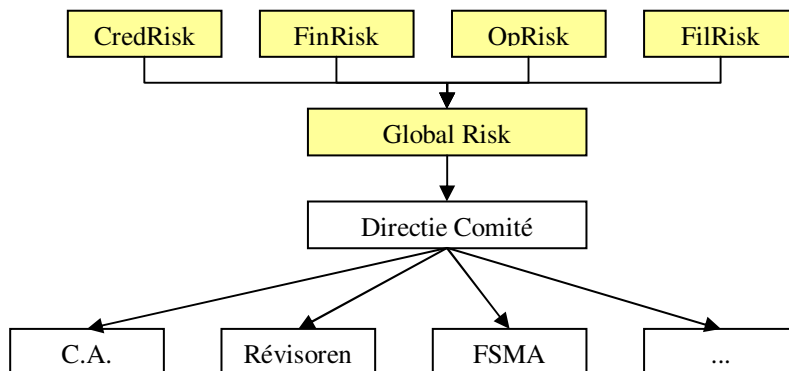 CredRisk
FinRisk
OpRisk
FilRisk
Global Risk
Directie Comité
C.A.
Révisoren
FSMA
...